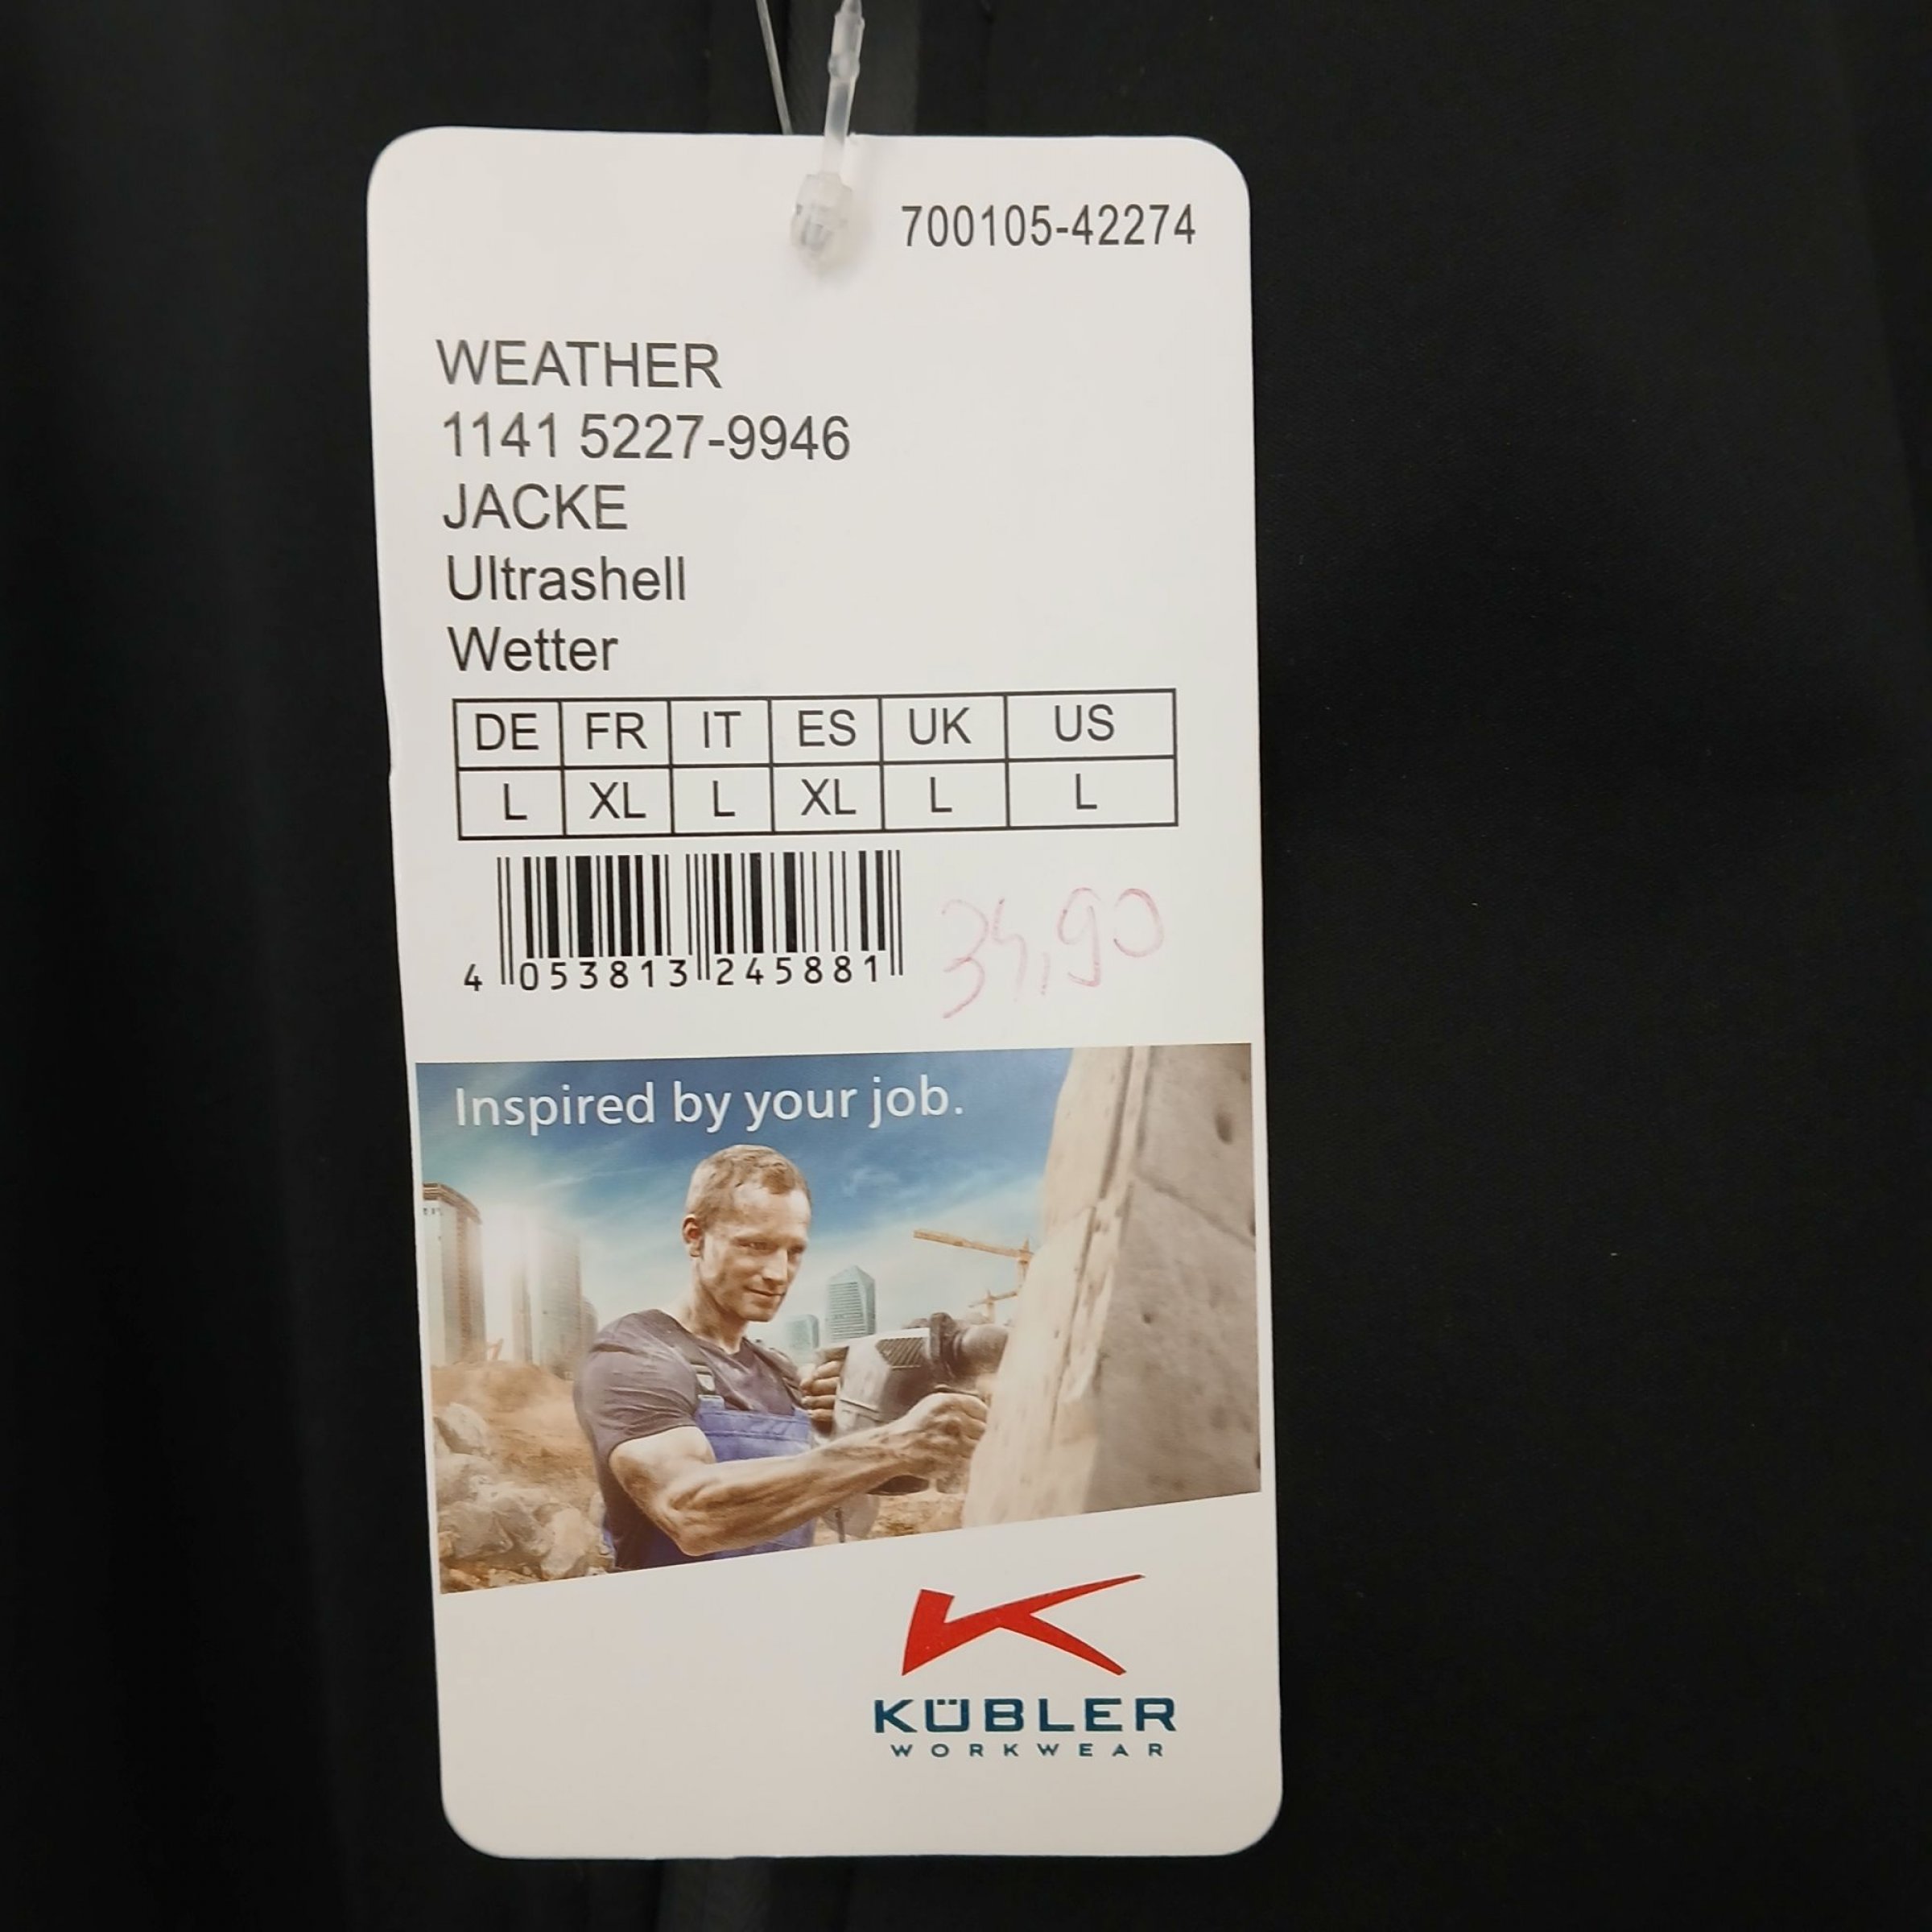 700105-42274
WEATHER
1141 5227-9946
JACKE
Ultrashell
Wetter
DE FR IT ES UK US
L XL L XL L L
4 053813 245881
34,90
Inspired by your job.
KÜBLER
WORKWEAR